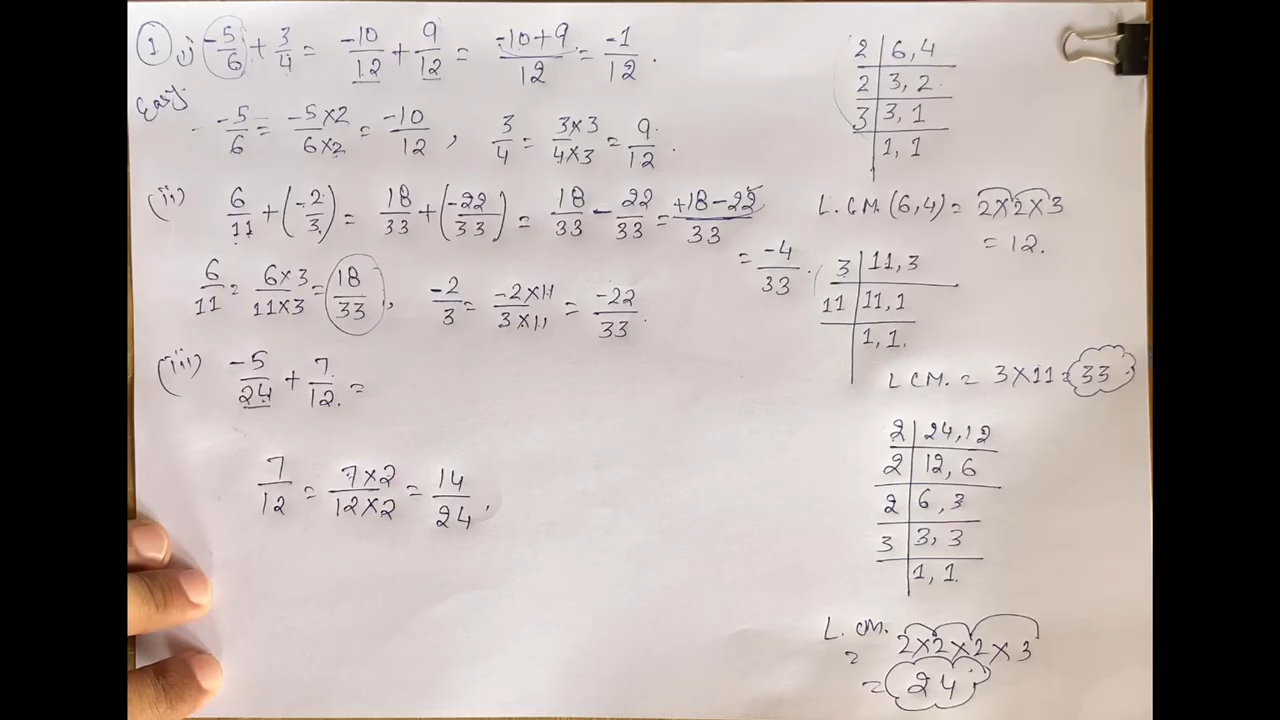 ① i) -5/6 + 3/4 = -10/12 + 9/12 = -10+9/12 = -1/12.
Easy.
-5/6 = -5×2/6×2 = -10/12, 3/4 = 3×3/4×3 = 9/12.
(ii) 6/11 + (-2/3) = 18/33 + (-22/33) = 18/33 - 22/33 = +18-22/33
= -4/33.
6/11 = 6×3/11×3 = 18/33, -2/3 = -2×11/3×11 = -22/33.
(iii) -5/24 + 7/12 =
7/12 = 7×2/12×2 = 14/24.
2 | 6, 4
2 | 3, 2
3 | 3, 1
1, 1
L.CM. (6,4) = 2×2×3
= 12.
3 | 11, 3
11 | 11, 1
1, 1.
LCM. = 3×11 = 33.
2 | 24, 12
2 | 12, 6
2 | 6, 3
3 | 3, 3
1, 1.
L. CM.
= 2×2×2×3
= 24